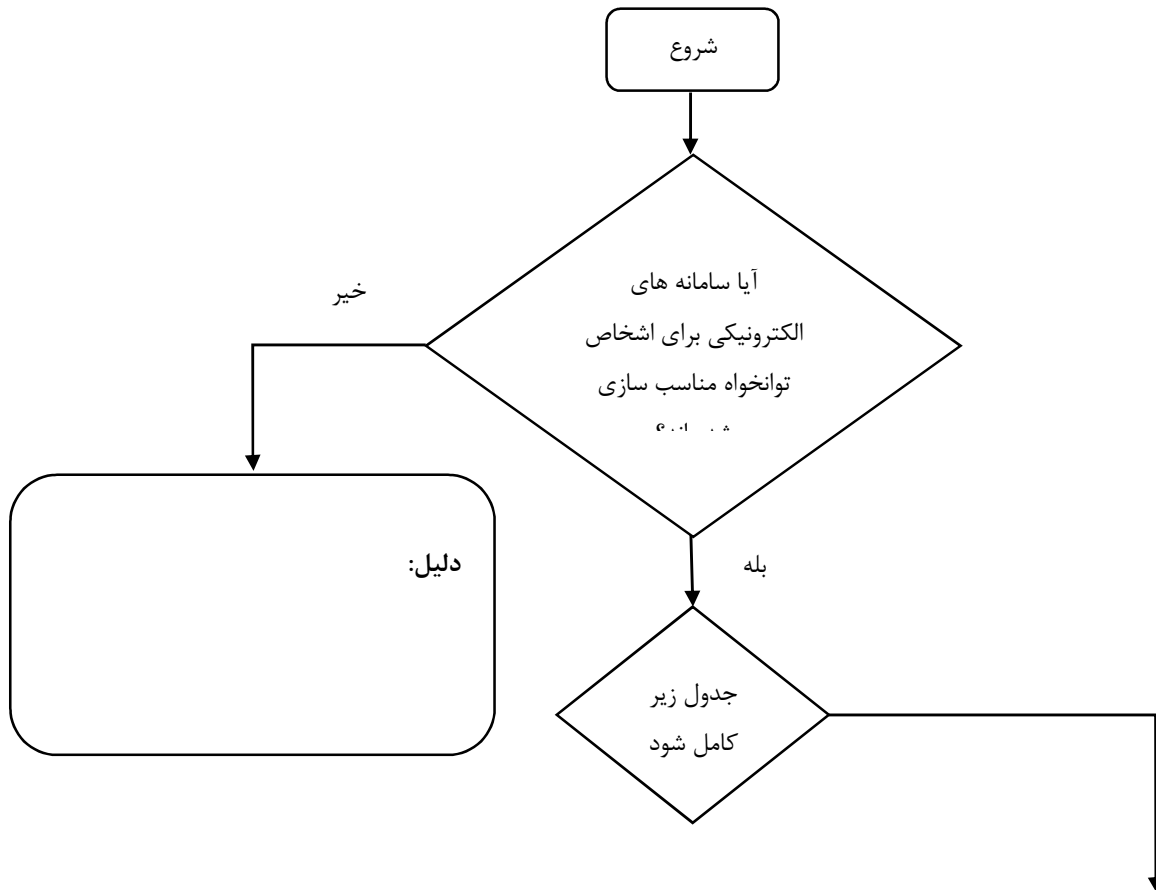 شروع
آیا سامانه های
الکترونیکی برای اشخاص
توانخواه مناسب سازی
خیر
بله
دلیل:
جدول زیر
کامل شود